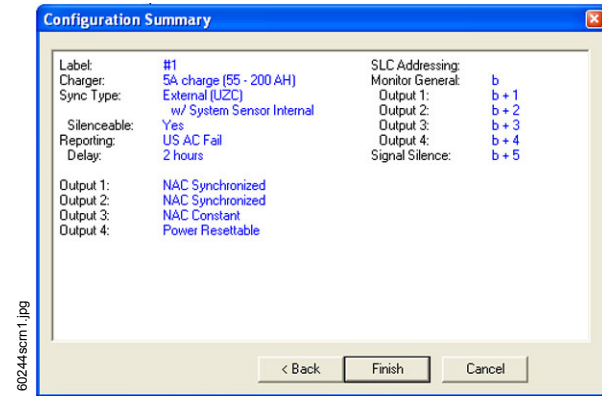 Configuration Summary
Label: #1
Charger: 5A charge (55 - 200 AH)
Sync Type: External (UZC)
w/ System Sensor Internal
Silenceable: Yes
Reporting: US AC Fail
Delay: 2 hours
Output 1: NAC Synchronized
Output 2: NAC Synchronized
Output 3: NAC Constant
Output 4: Power Resettable
SLC Addressing:
Monitor General: b
Output 1: b + 1
Output 2: b + 2
Output 3: b + 3
Output 4: b + 4
Signal Silence: b + 5
< Back
Finish
Cancel
60244scrn1.jpg